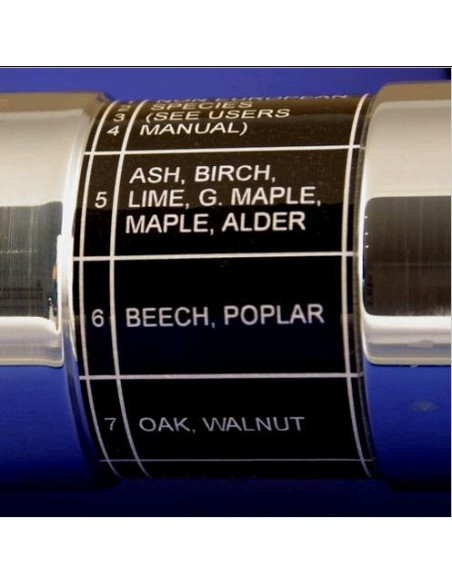 2 SPECIES
3 (SEE USERS
4 MANUAL)
5 ASH, BIRCH,
LIME, G. MAPLE,
MAPLE, ALDER
6 BEECH, POPLAR
7 OAK, WALNUT